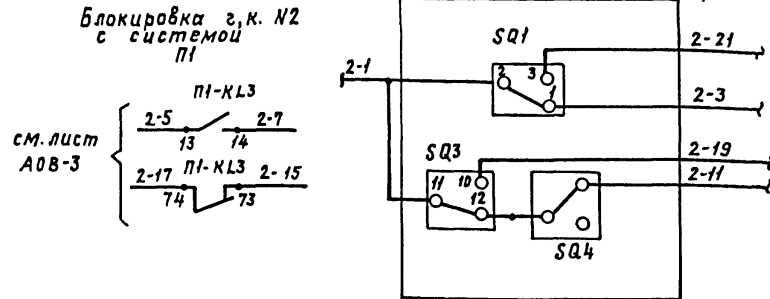 Блокировка г,к. N2
с системой
П1
П1-KL3
2-5
2-7
13
14
см. лист
АОВ-3
П1-KL3
2-17
2-15
74
73
SQ1
2-21
2-1
2
3
1
2-3
SQ3
2-19
11
10
12
2-11
SQ4